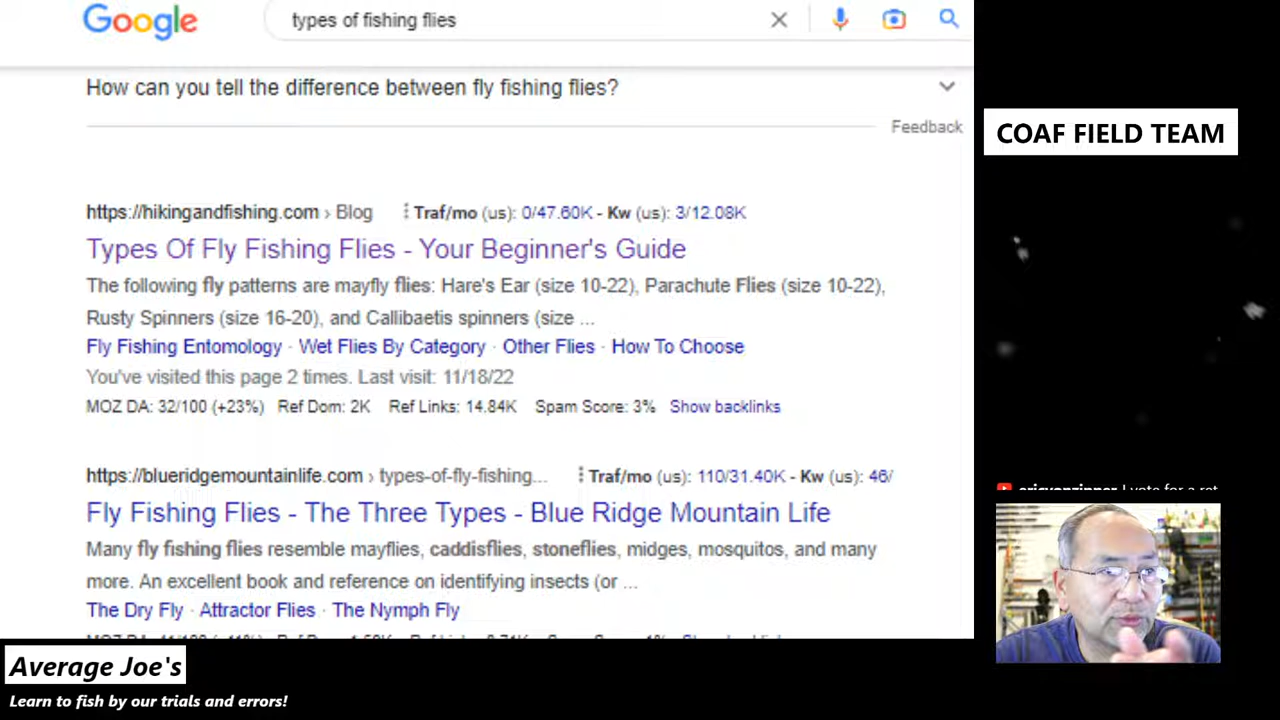 Google
types of fishing flies
How can you tell the difference between fly fishing flies?
Feedback
https://hikingandfishing.com › Blog
Traf/mo (us): 0/47.60K - Kw (us): 3/12.08K
Types Of Fly Fishing Flies - Your Beginner's Guide
The following fly patterns are mayfly flies: Hare's Ear (size 10-22), Parachute Flies (size 10-22),
Rusty Spinners (size 16-20), and Callibaetis spinners (size ...
Fly Fishing Entomology · Wet Flies By Category · Other Flies · How To Choose
You've visited this page 2 times. Last visit: 11/18/22
MOZ DA: 32/100 (+23%) Ref Dom: 2K Ref Links: 14.84K Spam Score: 3% Show backlinks
https://blueridgemountainlife.com › types-of-fly-fishing...
Traf/mo (us): 110/31.40K - Kw (us): 46/
Fly Fishing Flies - The Three Types - Blue Ridge Mountain Life
Many fly fishing flies resemble mayflies, caddisflies, stoneflies, midges, mosquitos, and many
more. An excellent book and reference on identifying insects (or ...
The Dry Fly · Attractor Flies · The Nymph Fly
COAF FIELD TEAM
Average Joe's
Learn to fish by our trials and errors!